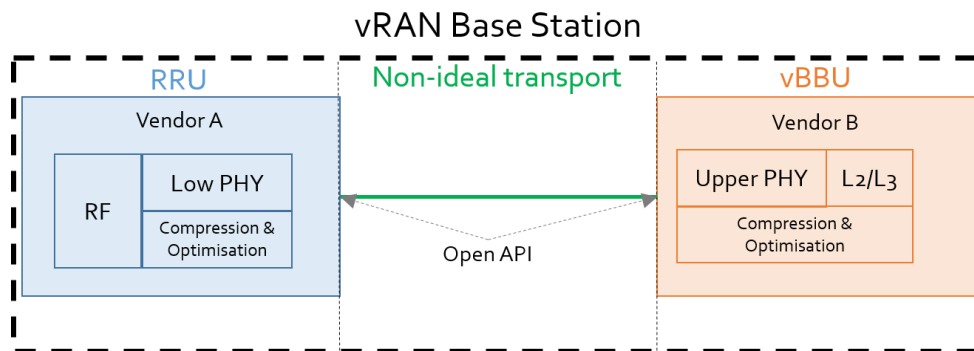 vRAN Base Station
RRU
Non-ideal transport
vBBU
Vendor A
Vendor B
RF
Low PHY
Compression &
Optimisation
Open API
Upper PHY
L2/L3
Compression &
Optimisation